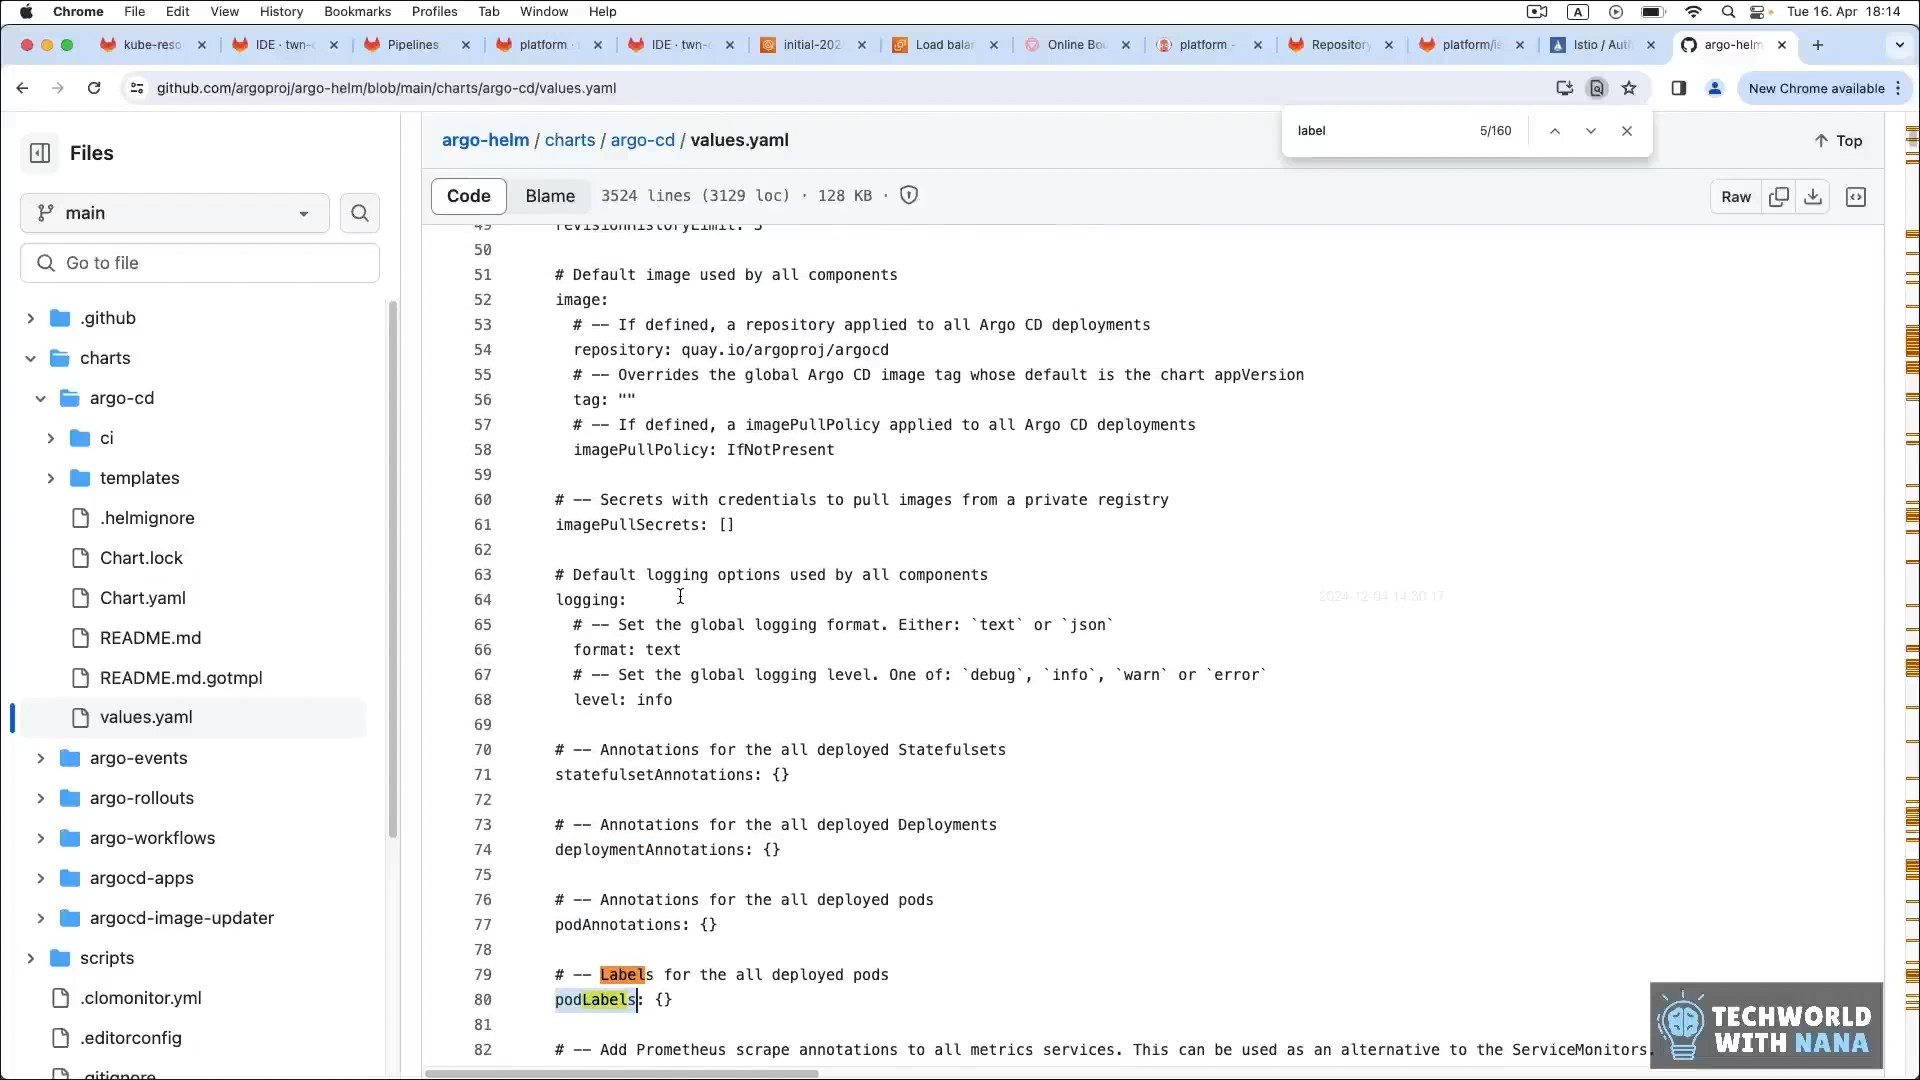 Chrome File Edit View History Bookmarks Profiles Tab Window Help A Tue 16. Apr 18:14
kube-reso IDE · twn- Pipelines platform · IDE · twn- initial-202 Load bala Online Bou platform - Repository platform/i Istio / Auth argo-helm
github.com/argoproj/argo-helm/blob/main/charts/argo-cd/values.yaml New Chrome available
label 5/160
Files
main
Go to file
.github
charts
argo-cd
ci
templates
.helmignore
Chart.lock
Chart.yaml
README.md
README.md.gotmpl
values.yaml
argo-events
argo-rollouts
argo-workflows
argocd-apps
argocd-image-updater
scripts
.clomonitor.yml
.editorconfig
.gitignore
argo-helm / charts / argo-cd / values.yaml
Top
Code Blame 3524 lines (3129 loc) · 128 KB · Raw
49 revisionHistoryLimit: 3
50
51 # Default image used by all components
52 image:
53 # -- If defined, a repository applied to all Argo CD deployments
54 repository: quay.io/argoproj/argocd
55 # -- Overrides the global Argo CD image tag whose default is the chart appVersion
56 tag: ""
57 # -- If defined, a imagePullPolicy applied to all Argo CD deployments
58 imagePullPolicy: IfNotPresent
59
60 # -- Secrets with credentials to pull images from a private registry
61 imagePullSecrets: []
62
63 # Default logging options used by all components
64 logging:
65 # -- Set the global logging format. Either: `text` or `json`
66 format: text
67 # -- Set the global logging level. One of: `debug`, `info`, `warn` or `error`
68 level: info
69
70 # -- Annotations for the all deployed Statefulsets
71 statefulsetAnnotations: {}
72
73 # -- Annotations for the all deployed Deployments
74 deploymentAnnotations: {}
75
76 # -- Annotations for the all deployed pods
77 podAnnotations: {}
78
79 # -- Labels for the all deployed pods
80 podLabels: {}
81
82 # -- Add Prometheus scrape annotations to all metrics services. This can be used as an alternative to the ServiceMonitors.
2024-12-04 14:30:17
TECHWORLD
WITH NANA